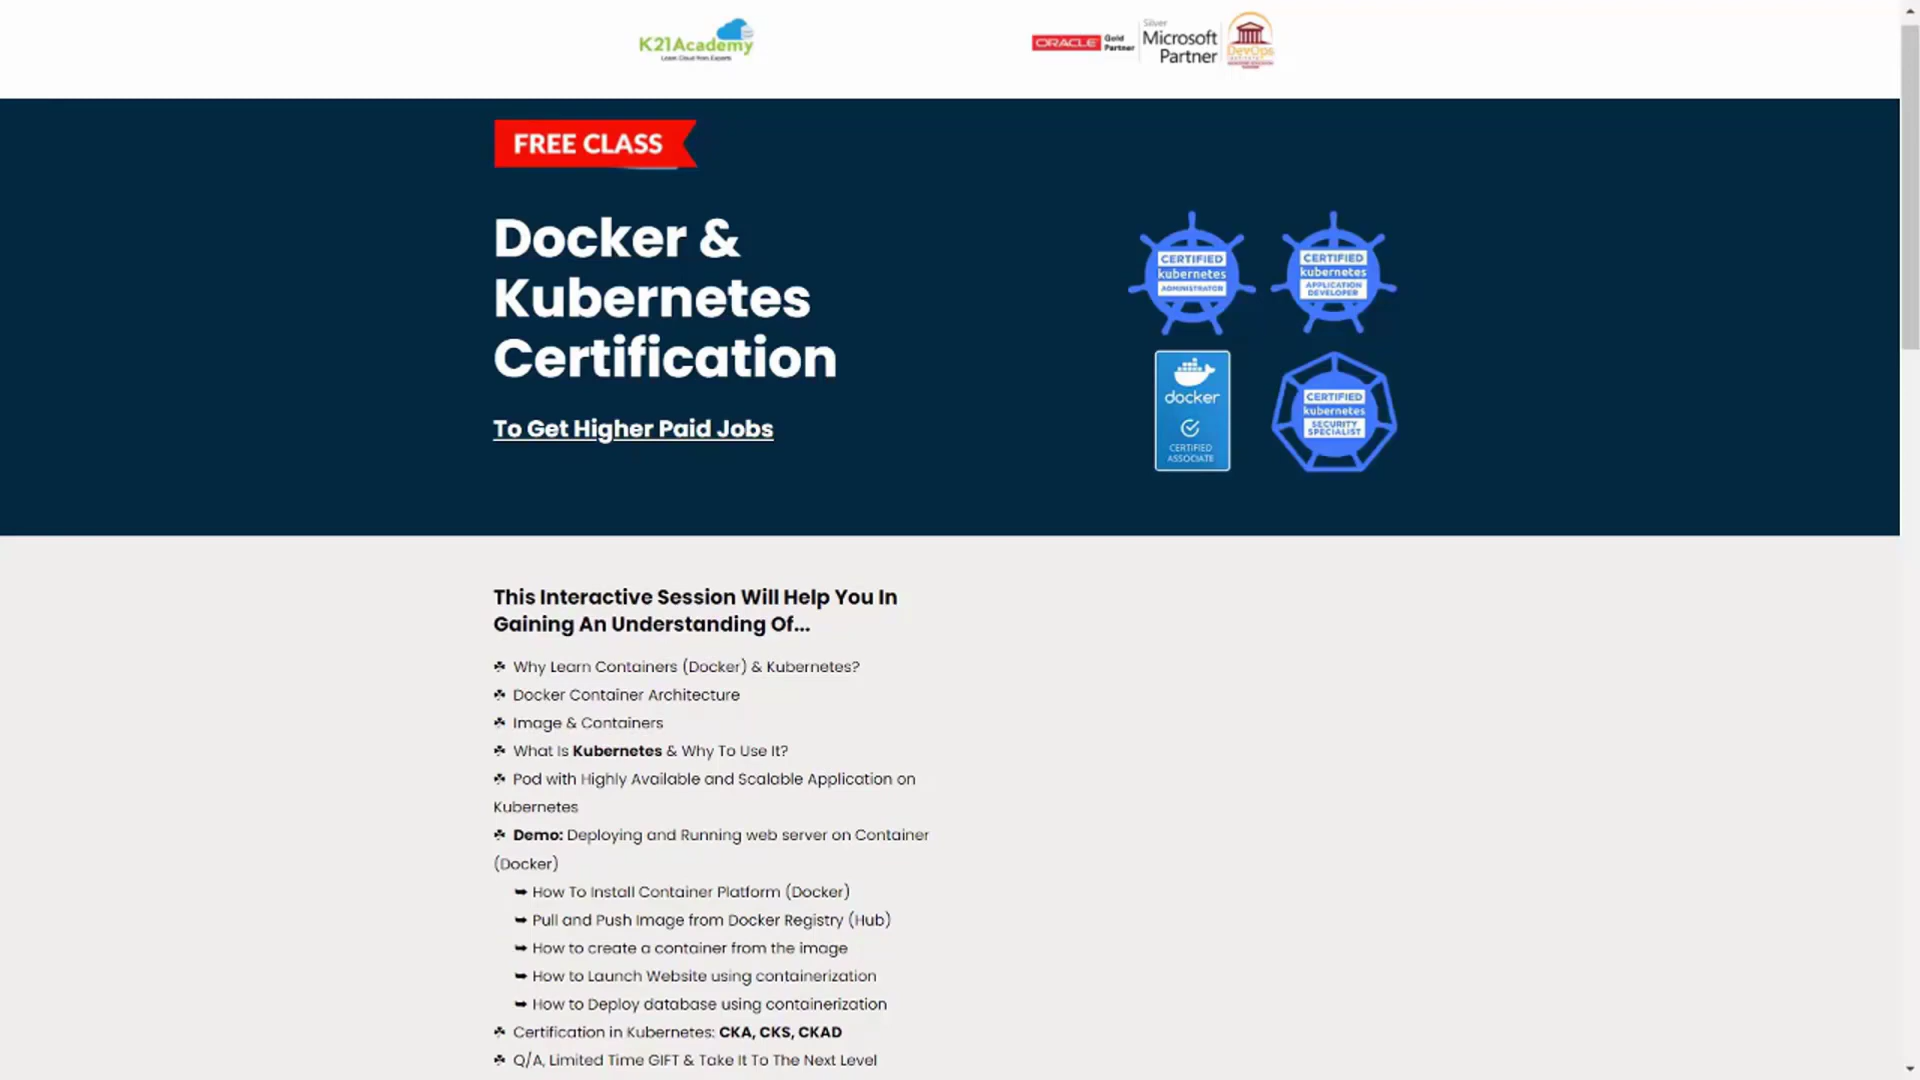 K21Academy
Learn Cloud from Experts
ORACLE Gold Partner
Silver
Microsoft Partner
DevOps
FREE CLASS
Docker &
Kubernetes
Certification
To Get Higher Paid Jobs
CERTIFIED
kubernetes
ADMINISTRATOR
CERTIFIED
kubernetes
APPLICATION
DEVELOPER
docker
CERTIFIED
ASSOCIATE
CERTIFIED
kubernetes
SECURITY
SPECIALIST
This Interactive Session Will Help You In
Gaining An Understanding Of...
☘ Why Learn Containers (Docker) & Kubernetes?
☘ Docker Container Architecture
☘ Image & Containers
☘ What Is Kubernetes & Why To Use It?
☘ Pod with Highly Available and Scalable Application on
Kubernetes
☘ Demo: Deploying and Running web server on Container
(Docker)
➥ How To Install Container Platform (Docker)
➥ Pull and Push Image from Docker Registry (Hub)
➥ How to create a container from the image
➥ How to Launch Website using containerization
➥ How to Deploy database using containerization
☘ Certification in Kubernetes: CKA, CKS, CKAD
☘ Q/A, Limited Time GIFT & Take It To The Next Level